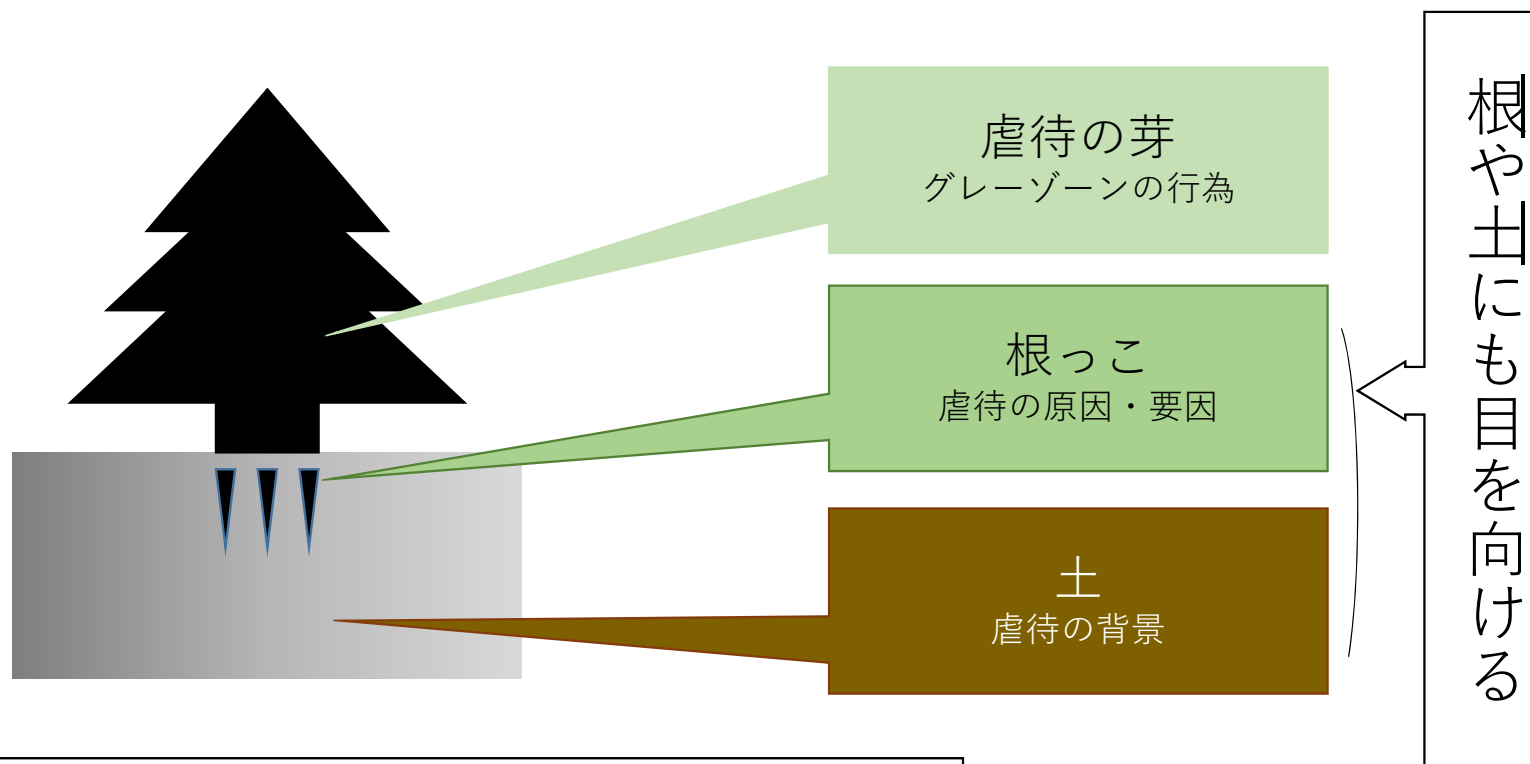 虐待の芽
グレーゾーンの行為
根っこ
虐待の原因・要因
土
虐待の背景
根や土にも目を向ける